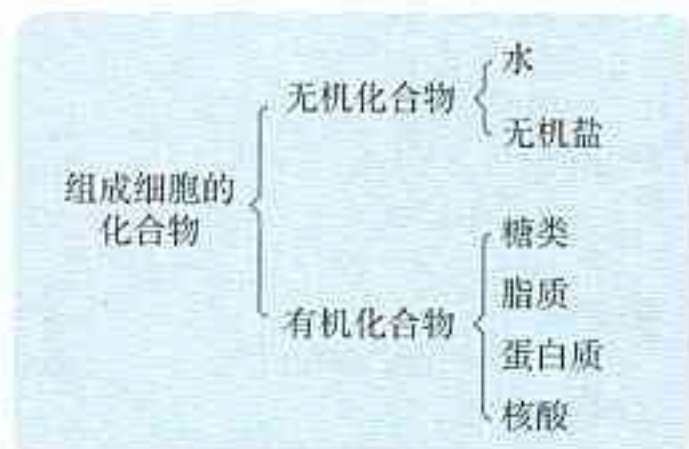 水
无机化合物
无机盐
组成细胞的
化合物
糖类
脂质
有机化合物
蛋白质
核酸